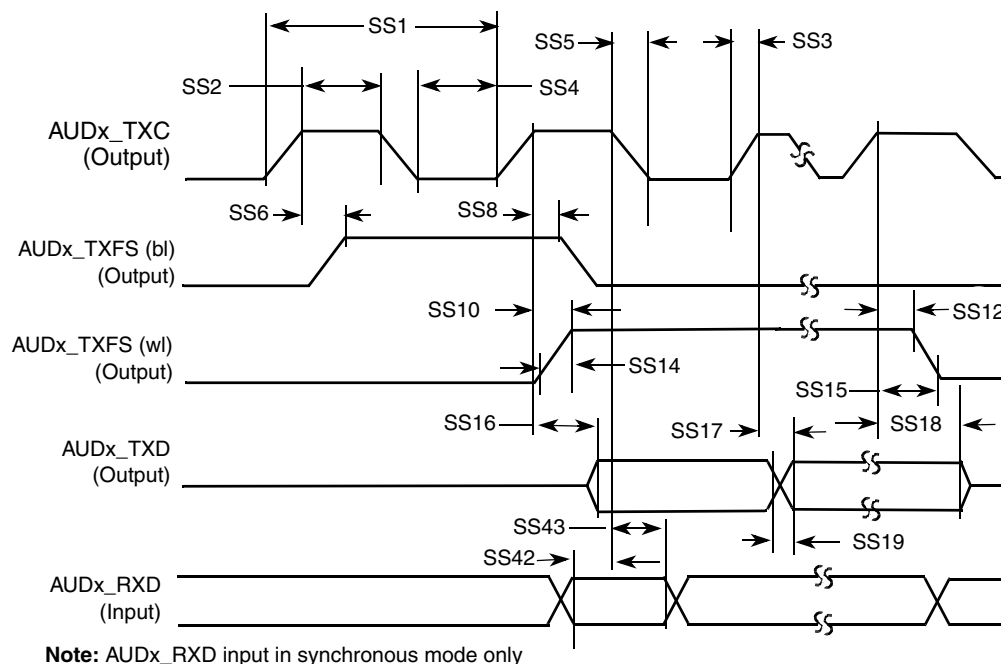 SS1
SS5
SS3
SS2
SS4
AUDx_TXC
(Output)
SS6
SS8
AUDx_TXFS (bl)
(Output)
SS10
SS12
AUDx_TXFS (wl)
(Output)
SS14
SS15
SS16
SS17
SS18
AUDx_TXD
(Output)
SS43
SS19
SS42
AUDx_RXD
(Input)
Note: AUDx_RXD input in synchronous mode only